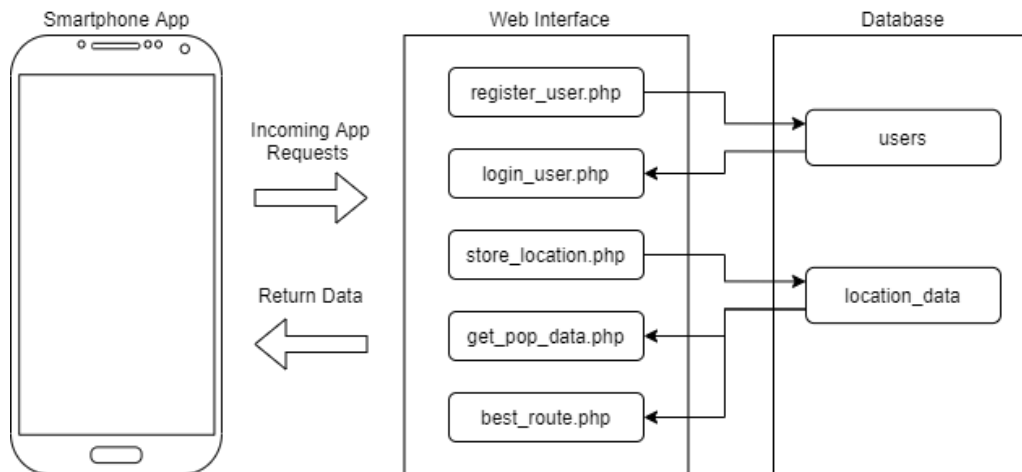 Smartphone App
Web Interface
Database
register_user.php
Incoming App
Requests
users
login_user.php
store_location.php
Return Data
location_data
get_pop_data.php
best_route.php